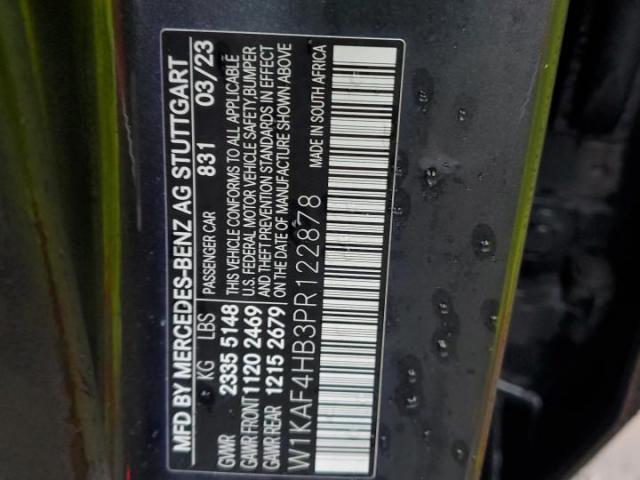 MFD BY MERCEDES-BENZ AG STUTTGART
PASSENGER CAR 831 03/23
KG LBS
GVWR 2335 5148
GAWR FRONT 1120 2469
GAWR REAR 1215 2679
THIS VEHICLE CONFORMS TO ALL APPLICABLE
U.S. FEDERAL MOTOR VEHICLE SAFETY, BUMPER
AND THEFT PREVENTION STANDARDS IN EFFECT
ON THE DATE OF MANUFACTURE SHOWN ABOVE
W1KAF4HB3PR122878
MADE IN SOUTH AFRICA